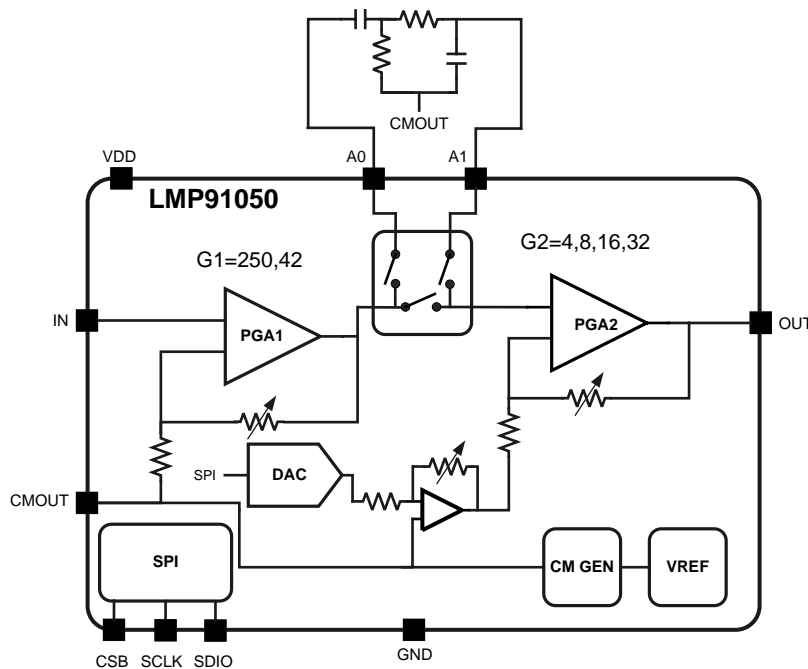 CMOUT
VDD
A0
A1
LMP91050
G1=250,42
G2=4,8,16,32
IN
PGA1
PGA2
OUT
SPI
DAC
CMOUT
SPI
CM GEN
VREF
CSB
SCLK
SDIO
GND